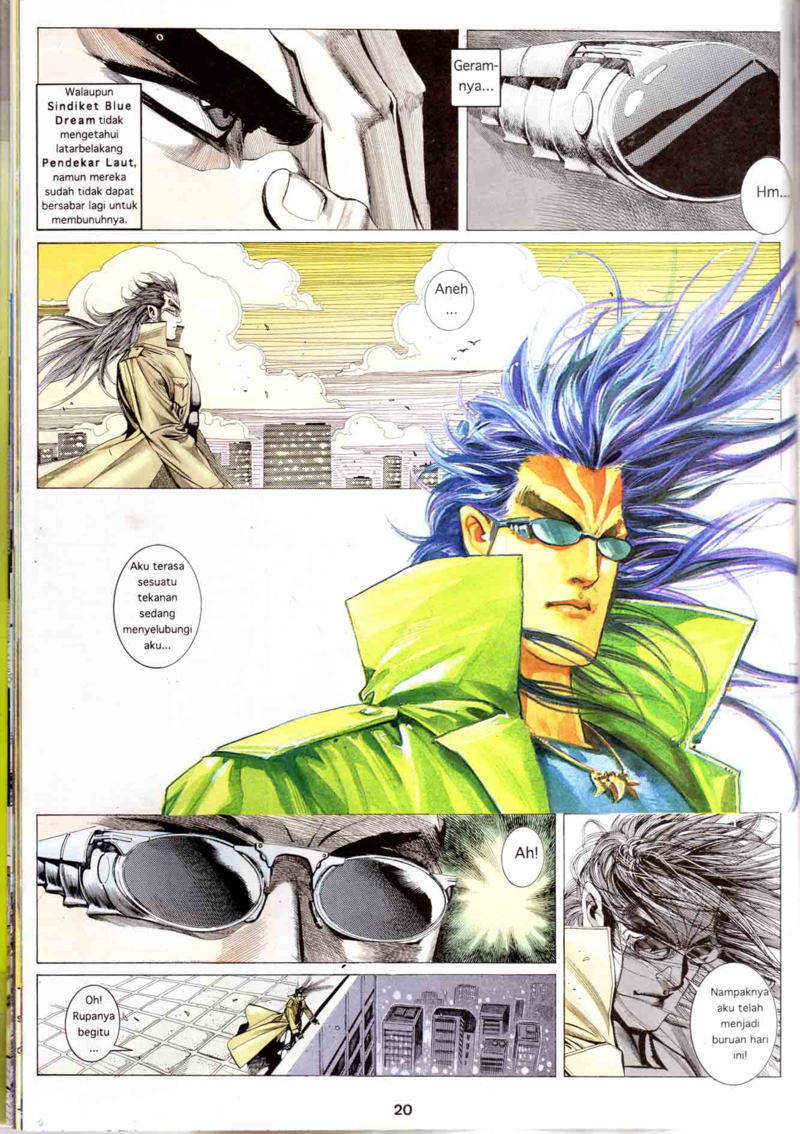 Walaupun
Sindiket Blue
Dream tidak
mengetahui
latarbelakang
Pendekar Laut,
namun mereka
sudah tidak dapat
bersabar lagi untuk
membunuhnya.
Geram-
nya...
Hm...
Aneh
...
Aku terasa
sesuatu
tekanan
sedang
menyelubungi
aku...
Ah!
Oh!
Rupanya
begitu
...
Nampaknya
aku telah
menjadi
buruan hari
ini!
20